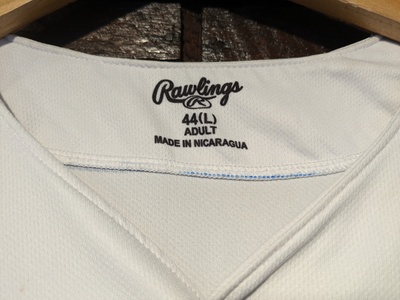 Rawlings
R
44(L)
ADULT
MADE IN NICARAGUA